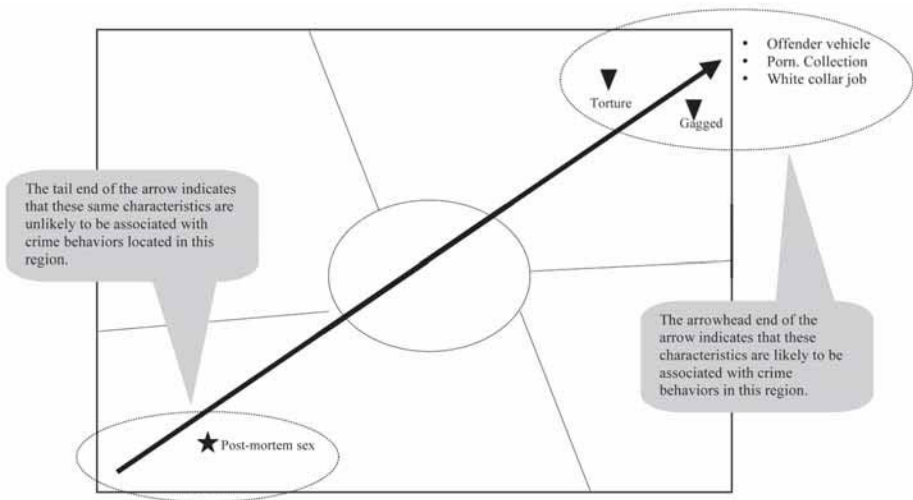 • Offender vehicle
• Porn. Collection
• White collar job
Torture
Gagged
The tail end of the arrow indicates
that these same characteristics are
unlikely to be associated with
crime behaviors located in this
region.
The arrowhead end of the
arrow indicates that these
characteristics are likely to be
associated with crime
behaviors in this region.
Post-mortem sex